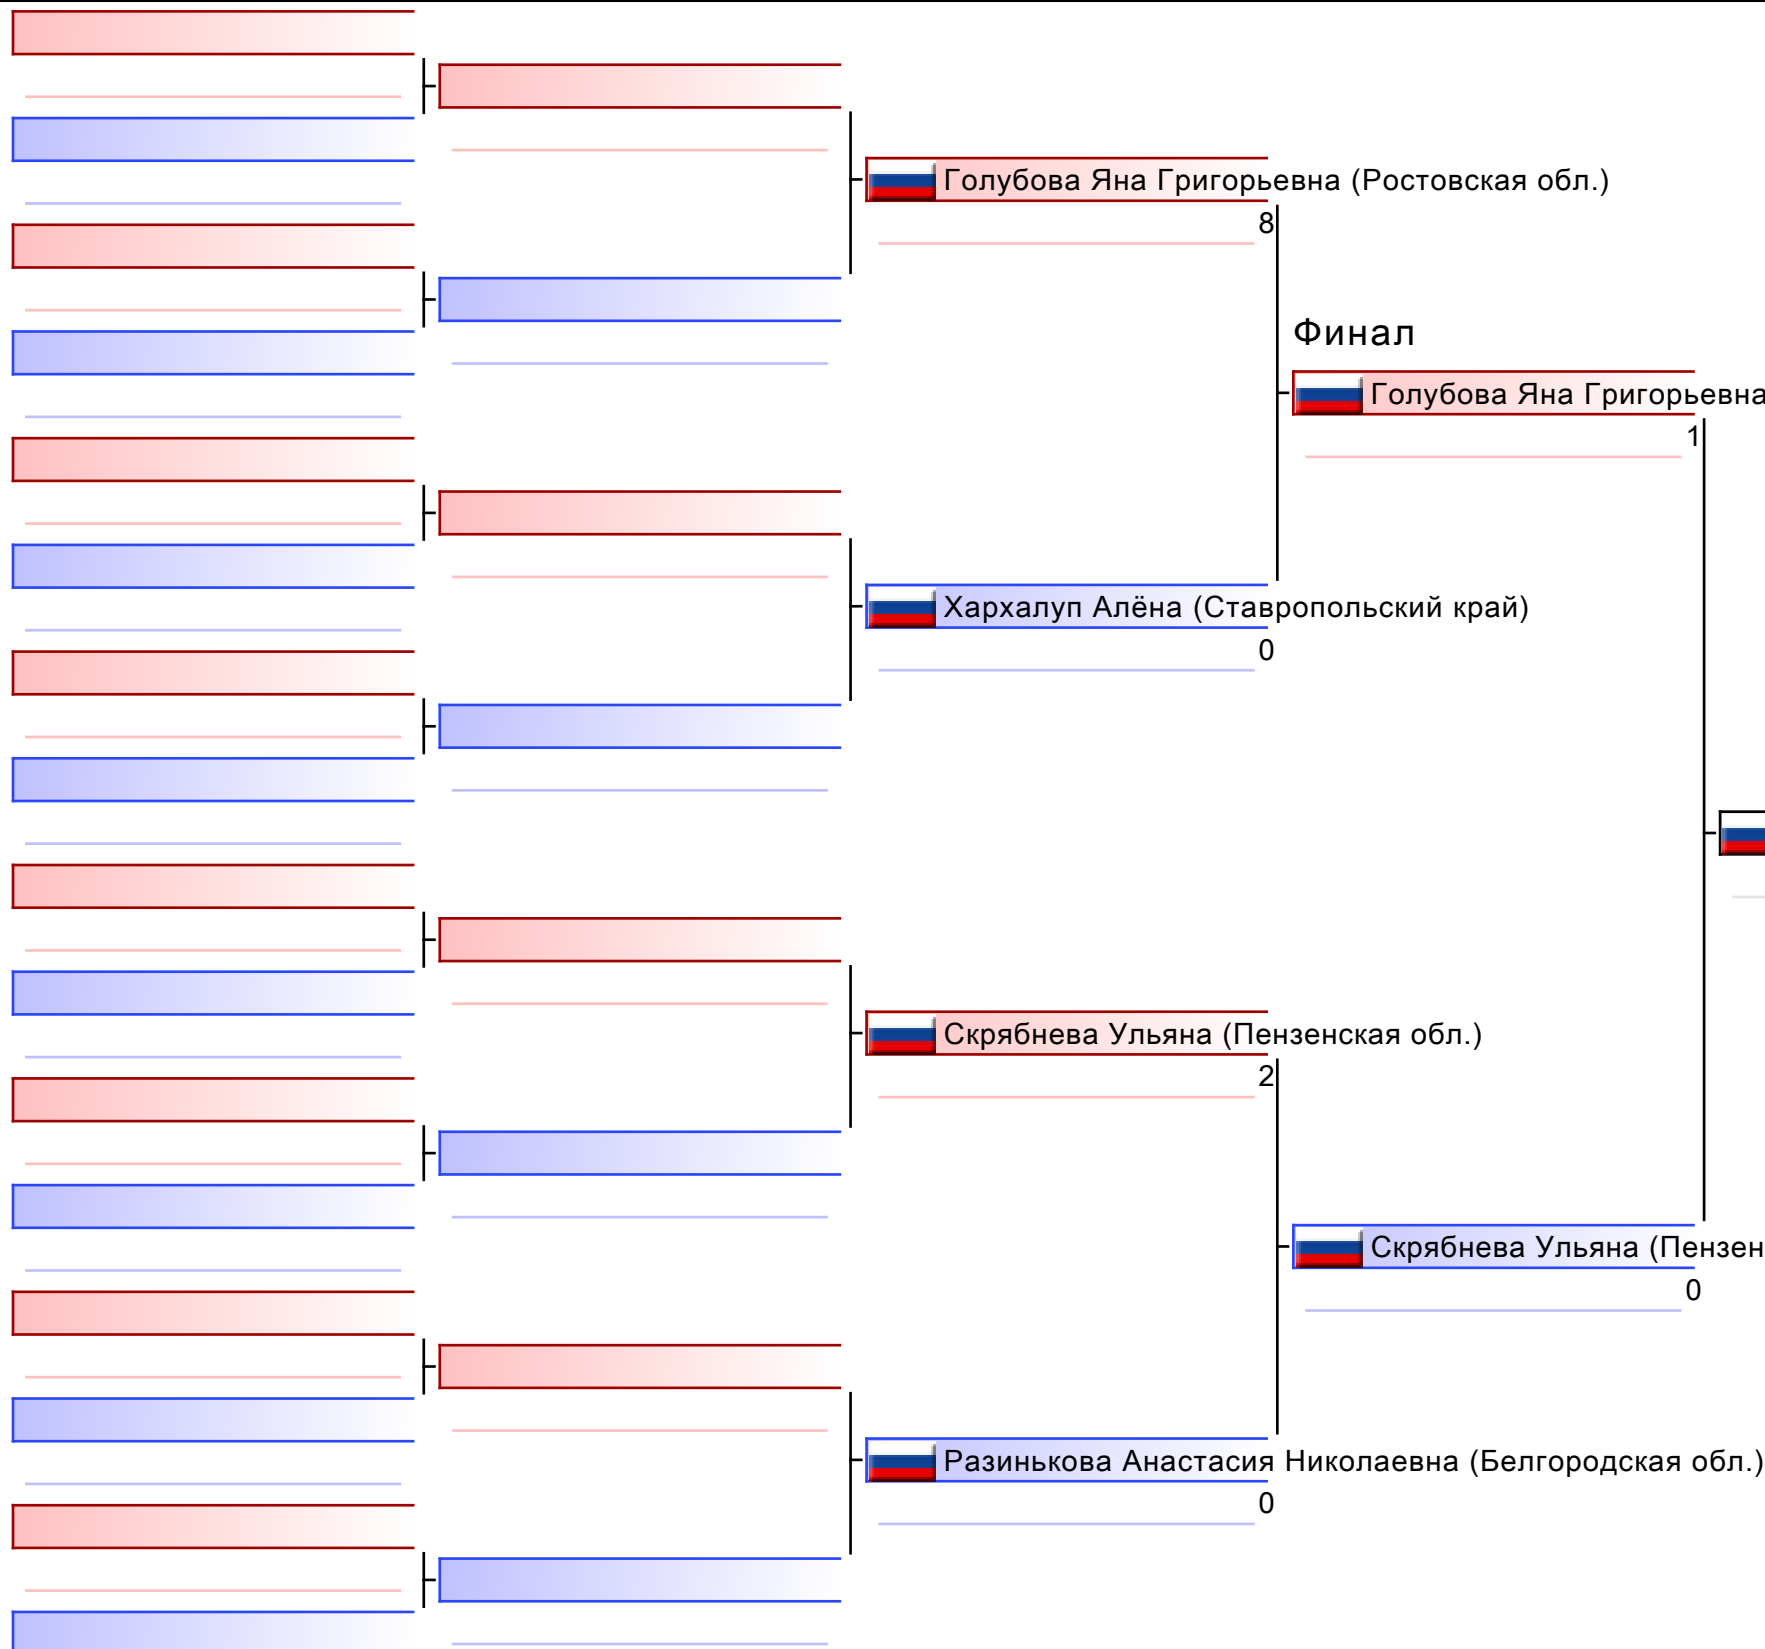 Голубова Яна Григорьевна (Ростовская обл.)
8
Финал
Голубова Яна Григорьевна
1
Хархалуп Алёна (Ставропольский край)
0
Скрябнева Ульяна (Пензенская обл.)
2
Скрябнева Ульяна (Пензен
0
Разинькова Анастасия Николаевна (Белгородская обл.)
0